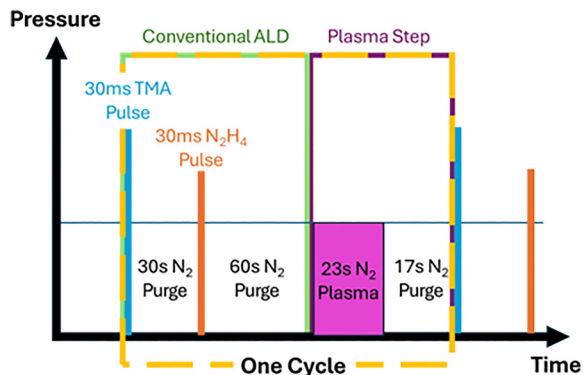 Pressure
Conventional ALD
Plasma Step
30ms TMA
Pulse
30ms N₂H₄
Pulse
30s N₂
Purge
60s N₂
Purge
23s N₂
Plasma
17s N₂
Purge
One Cycle
Time